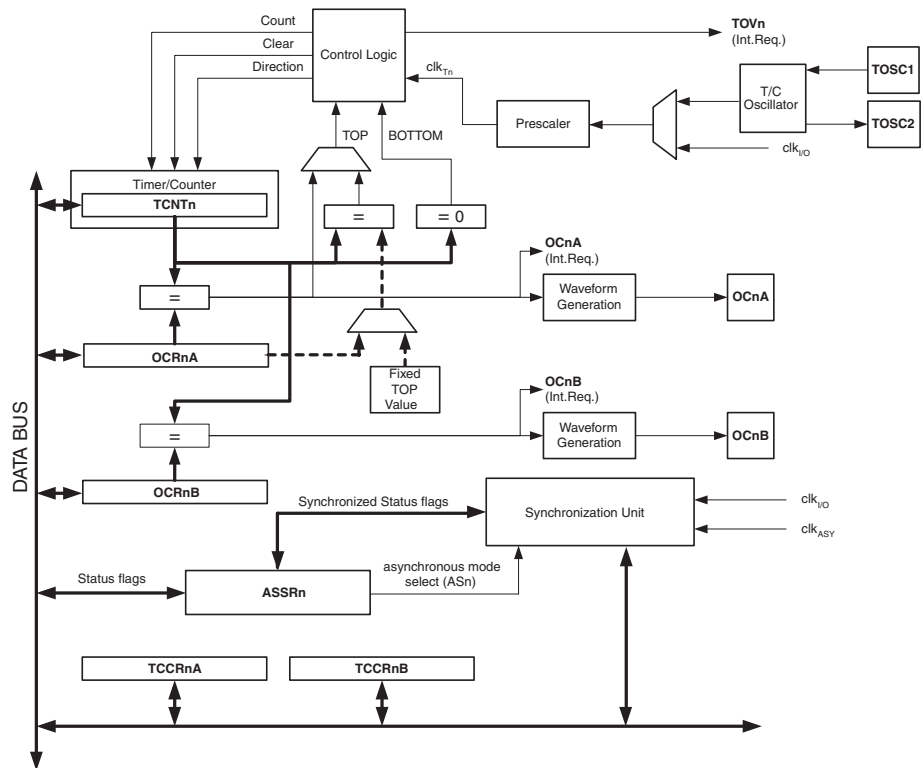 Count
Clear
Direction
Control Logic
TOVn
(Int.Req.)
clkTn
TOSC1
T/C
Oscillator
Prescaler
TOSC2
clkI/O
TOP
BOTTOM
Timer/Counter
TCNTn
=
= 0
OCnA
(Int.Req.)
=
Waveform
Generation
OCnA
OCRnA
Fixed
TOP
Value
OCnB
(Int.Req.)
=
Waveform
Generation
OCnB
DATA BUS
OCRnB
Synchronized Status flags
Synchronization Unit
clkI/O
clkASY
Status flags
ASSRn
asynchronous mode
select (ASn)
TCCRnA
TCCRnB